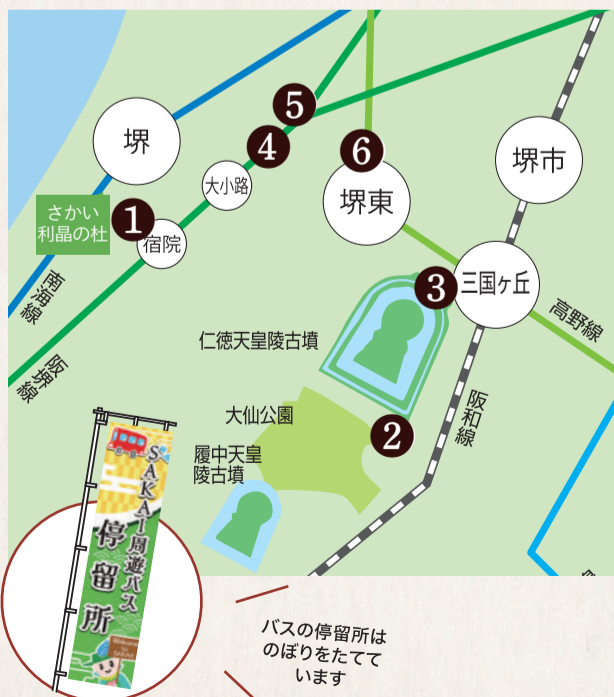 5
4
6
堺
大小路
堺東
堺市
さかい
利晶の杜
1
宿院
3
三国ヶ丘
南海線
高野線
阪堺線
仁徳天皇陵古墳
大仙公園
2
阪和線
履中天皇
陵古墳
SAKAI周遊バス
停留所
Welcome
to
SAKAI
バスの停留所は
のぼりをたてて
います